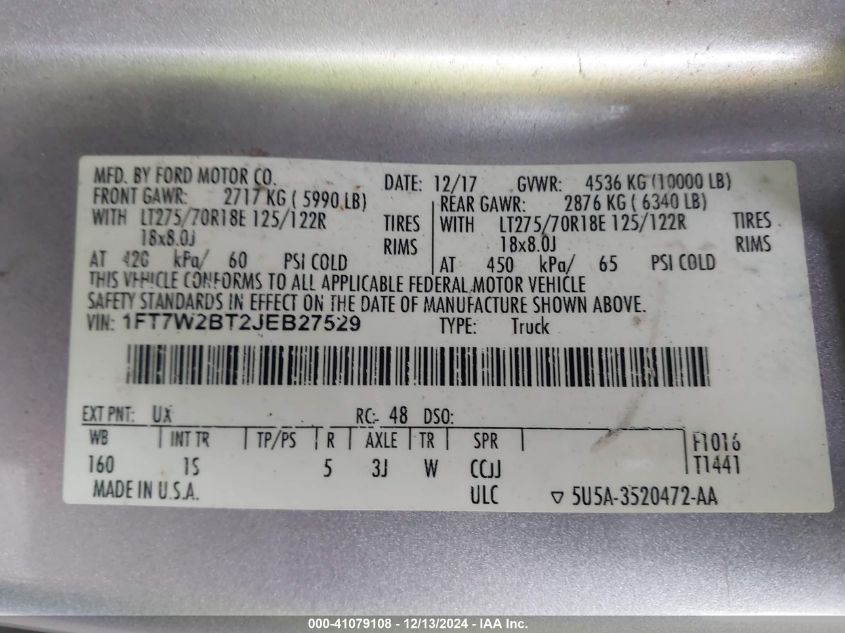 MFD. BY FORD MOTOR CO. DATE: 12/17 GVWR: 4536 KG (10000 LB)
FRONT GAWR: 2717 KG ( 5990 LB) REAR GAWR: 2876 KG ( 6340 LB)
WITH LT275/70R18E 125/122R TIRES WITH LT275/70R18E 125/122R TIRES
18x8.0J RIMS 18x8.0J RIMS
AT 420 kPa/ 60 PSI COLD AT 450 kPa/ 65 PSI COLD
THIS VEHICLE CONFORMS TO ALL APPLICABLE FEDERAL MOTOR VEHICLE
SAFETY STANDARDS IN EFFECT ON THE DATE OF MANUFACTURE SHOWN ABOVE.
VIN: 1FT7W2BT2JEB27529 TYPE: Truck
EXT PNT: UX RC: 48 DSO:
WB INT TR TP/PS R AXLE TR SPR F1016
160 1S 5 3J W CCJJ T1441
MADE IN U.S.A. ULC ▽ 5U5A-3520472-AA
000-41079108 - 12/13/2024 - IAA Inc.